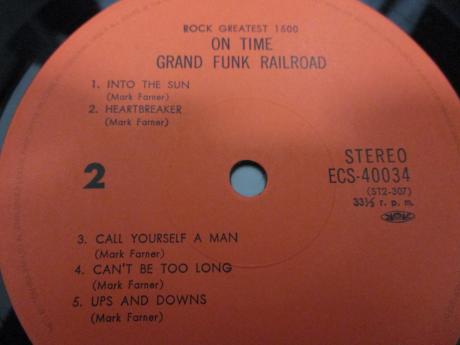 ROCK GREATEST 1600
ON TIME
GRAND FUNK RAILROAD
1. INTO THE SUN
(Mark Farner)
2. HEARTBREAKER
(Mark Farner)
2
STEREO
ECS-40034
(ST2-307)
33⅓ r. p. m.
3. CALL YOURSELF A MAN
(Mark Farner)
4. CAN'T BE TOO LONG
(Mark Farner)
5. UPS AND DOWNS
(Mark Farner)